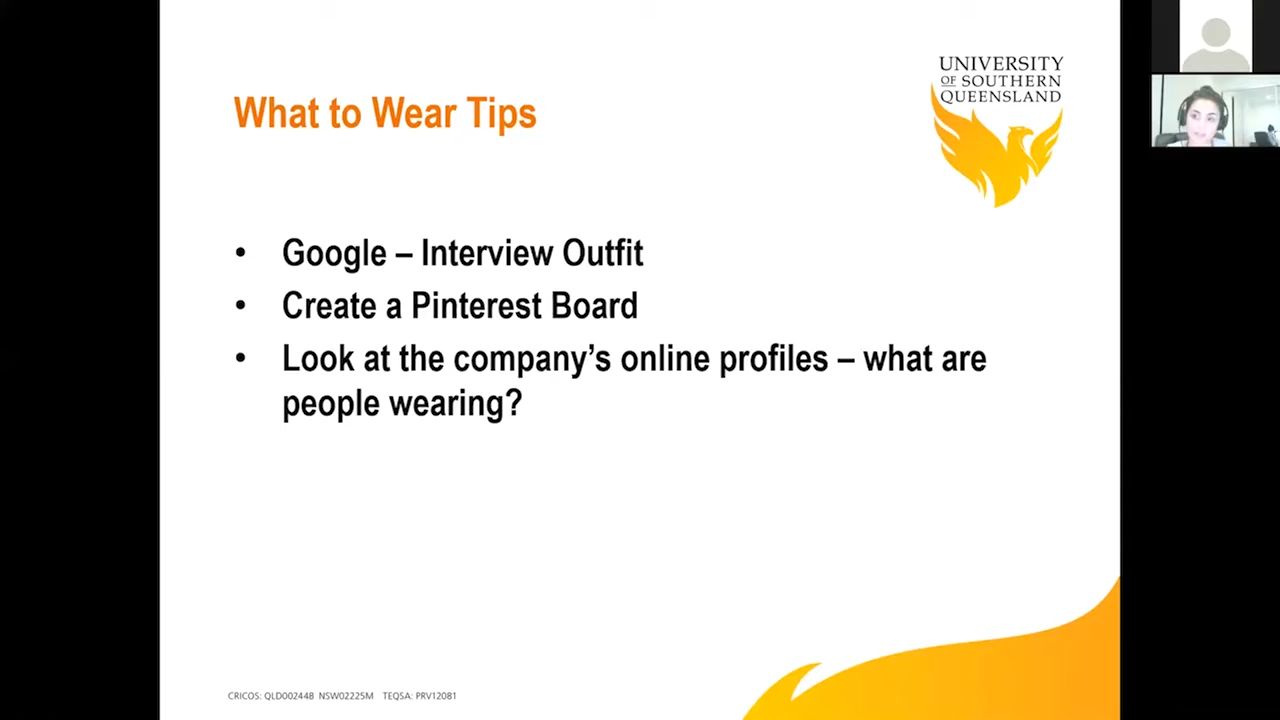 What to Wear Tips
UNIVERSITY
OF SOUTHERN
QUEENSLAND
• Google – Interview Outfit
• Create a Pinterest Board
• Look at the company’s online profiles – what are
people wearing?
CRICOS: QLD00244B NSW02225M TEQSA: PRV12081